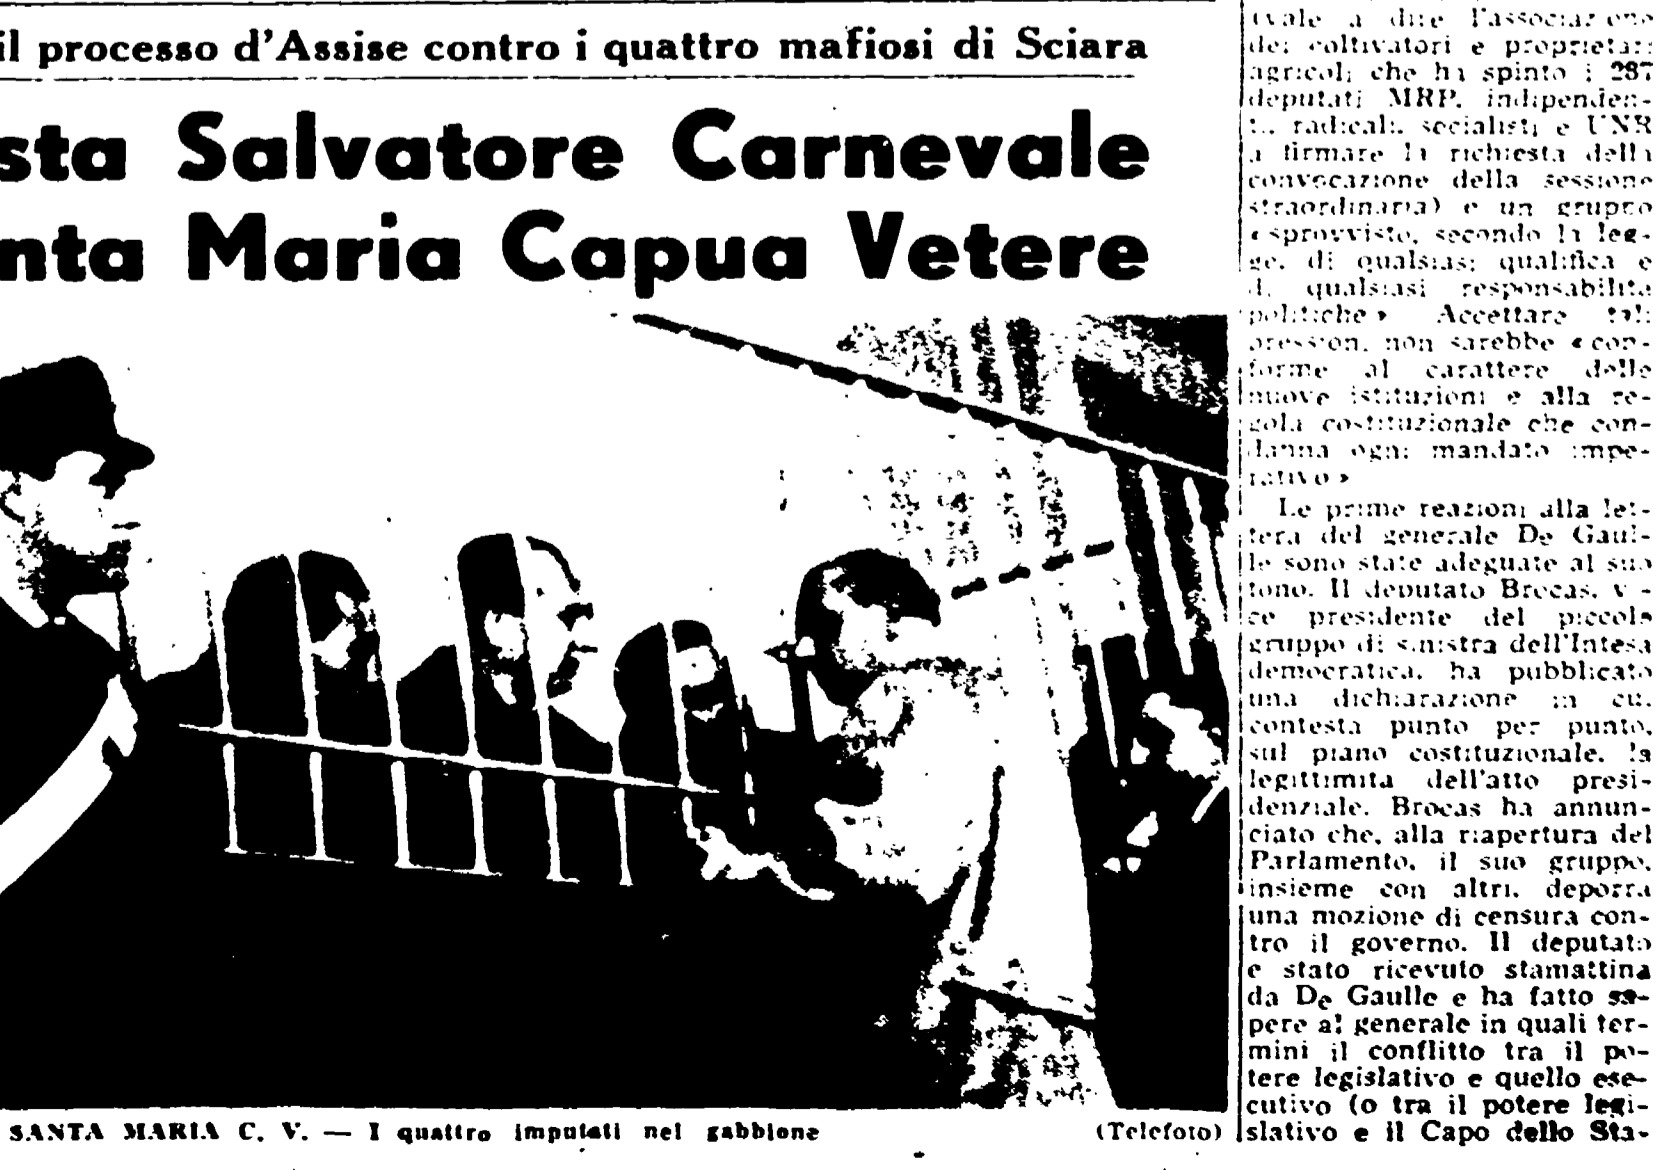 il processo d'Assise contro i quattro mafiosi di Sciara
sta Salvatore Carnevale
nta Maria Capua Vetere
SANTA MARIA C. V. — I quattro imputati nel gabbione
(Telefoto)
vale a dire l'associazione
dei coltivatori e proprietari
agricoli che ha spinto i 287
deputati MRP, indipenden-
ti, radicali, socialisti e UNR
a firmare la richiesta della
convocazione della sessione
straordinaria) e un gruppo
« sprovvisto, secondo la leg-
ge, di qualsiasi qualifica e
di qualsiasi responsabilità
politiche ». Accettare tali
pressioni non sarebbe « con-
forme al carattere delle
nuove istituzioni e alla re-
gola costituzionale che con-
danna ogni mandato impe-
rativo »
Le prime reazioni alla let-
tera del generale De Gaul-
le sono state adeguate al suo
tono. Il deputato Brocas, vi-
ce presidente del piccolo
gruppo di sinistra dell'Intesa
democratica, ha pubblicato
una dichiarazione in cui
contesta punto per punto,
sul piano costituzionale, la
legittimità dell'atto presi-
denziale. Brocas ha annun-
ciato che, alla riapertura del
Parlamento, il suo gruppo,
insieme con altri, deporrà
una mozione di censura con-
tro il governo. Il deputato
è stato ricevuto stamattina
da De Gaulle e ha fatto sa-
pere al generale in quali ter-
mini il conflitto tra il po-
tere legislativo e quello ese-
cutivo (o tra il potere legi-
slativo e il Capo dello Sta-